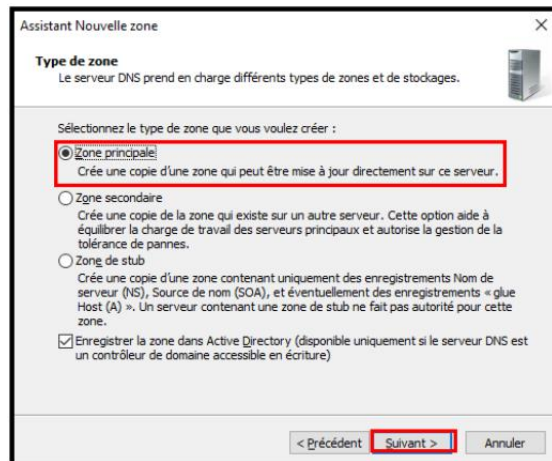 Assistant Nouvelle zone
Type de zone
Le serveur DNS prend en charge différents types de zones et de stockages.
Sélectionnez le type de zone que vous voulez créer :
Zone principale
Crée une copie d'une zone qui peut être mise à jour directement sur ce serveur.
Zone secondaire
Crée une copie de la zone qui existe sur un autre serveur. Cette option aide à
équilibrer la charge de travail des serveurs principaux et autorise la gestion de la
tolérance de pannes.
Zone de stub
Crée une copie d'une zone contenant uniquement des enregistrements Nom de
serveur (NS), Source de nom (SOA), et éventuellement des enregistrements « glue
Host (A) ». Un serveur contenant une zone de stub ne fait pas autorité pour cette
zone.
Enregistrer la zone dans Active Directory (disponible uniquement si le serveur DNS est
un contrôleur de domaine accessible en écriture)
< Précédent Suivant > Annuler